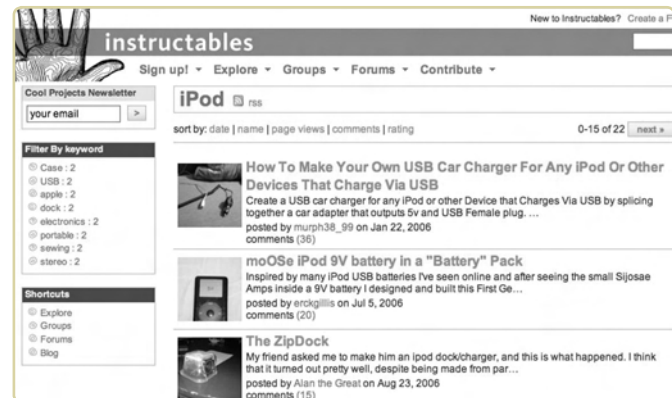 New to Instructables? Create a F
instructables
Sign up! Explore Groups Forums Contribute
Cool Projects Newsletter
your email >
Filter By keyword
Case : 2
USB : 2
apple : 2
dock : 2
electronics : 2
portable : 2
sewing : 2
stereo : 2
Shortcuts
Explore
Groups
Forums
Blog
iPod rss
sort by: date | name | page views | comments | rating 0-15 of 22 next »
How To Make Your Own USB Car Charger For Any iPod Or Other
Devices That Charge Via USB
Create a USB car charger for any iPod or other Device that Charges Via USB by splicing
together a car adapter that outputs 5v and USB Female plug. ...
posted by murph38_99 on Jan 22, 2006
comments (36)
moOSe iPod 9V battery in a "Battery" Pack
Inspired by many iPod USB batteries I've seen online and after seeing the small Sijosae
Amps inside a 9V battery I designed and built this First Ge...
posted by erckgillis on Jul 5, 2006
comments (20)
The ZipDock
My friend asked me to make him an ipod dock/charger, and this is what happened. I think
that it turned out pretty well, despite being made from par...
posted by Alan the Great on Aug 23, 2006
comments (15)